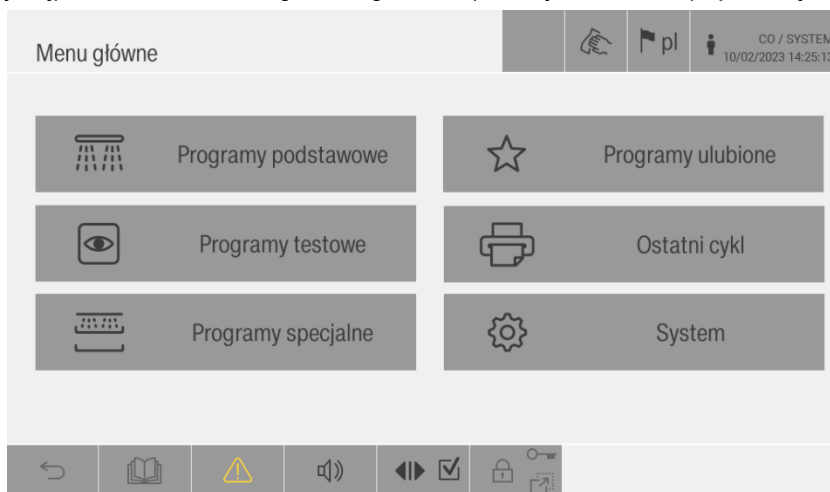 Menu główne
pl
CO / SYSTEM
10/02/2023 14:25:13
Programy podstawowe
Programy ulubione
Programy testowe
Ostatni cykl
Programy specjalne
System